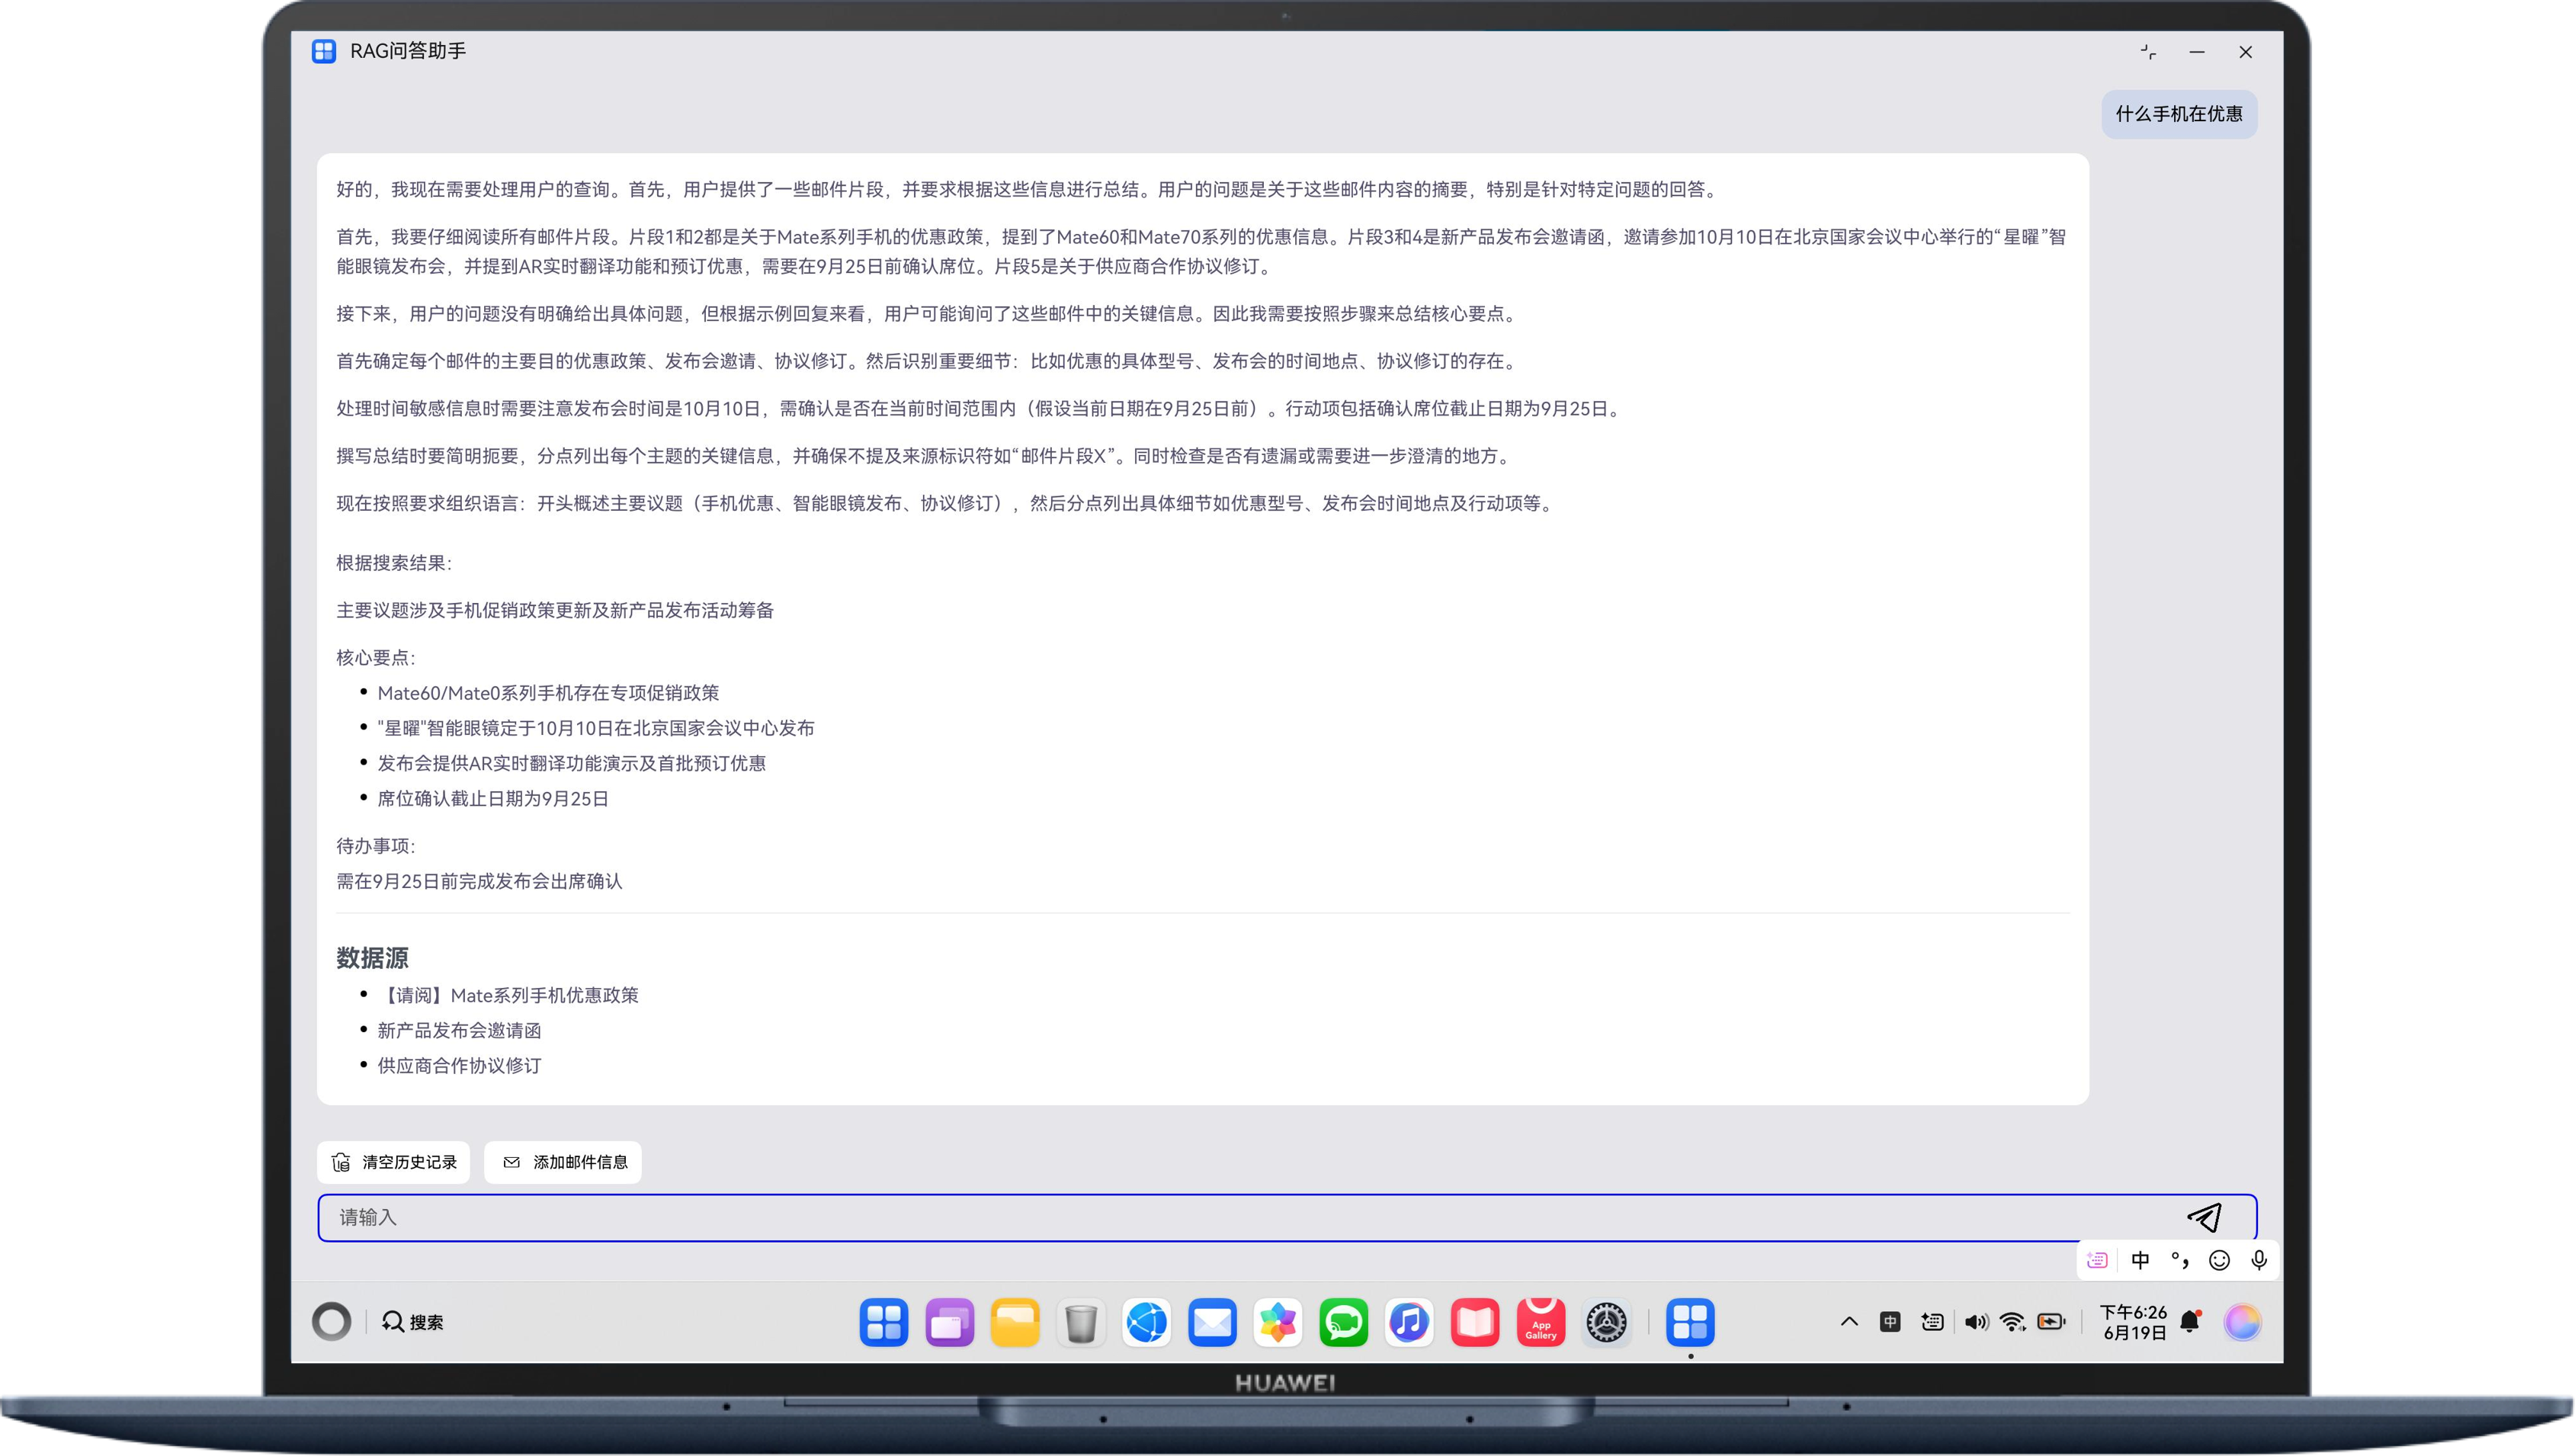 RAG问答助手
什么手机在优惠
好的，我现在需要处理用户的查询。首先，用户提供了一些邮件片段，并要求根据这些信息进行总结。用户的问题是关于这些邮件内容的摘要，特别是针对特定问题的回答。
首先，我要仔细阅读所有邮件片段。片段1和2都是关于Mate系列手机的优惠政策，提到了Mate60和Mate70系列的优惠信息。片段3和4是新产品发布会邀请函，邀请参加10月10日在北京国家会议中心举行的“星曜”智
能眼镜发布会，并提到AR实时翻译功能和预订优惠，需要在9月25日前确认席位。片段5是关于供应商合作协议修订。
接下来，用户的问题没有明确给出具体问题，但根据示例回复来看，用户可能询问了这些邮件中的关键信息。因此我需要按照步骤来总结核心要点。
首先确定每个邮件的主要目的优惠政策、发布会邀请、协议修订。然后识别重要细节：比如优惠的具体型号、发布会的时间地点、协议修订的存在。
处理时间敏感信息时需要注意发布会时间是10月10日，需确认是否在当前时间范围内（假设当前日期在9月25日前）。行动项包括确认席位截止日期为9月25日。
撰写总结时要简明扼要，分点列出每个主题的关键信息，并确保不提及来源标识符如“邮件片段X”。同时检查是否有遗漏或需要进一步澄清的地方。
现在按照要求组织语言：开头概述主要议题（手机优惠、智能眼镜发布、协议修订），然后分点列出具体细节如优惠型号、发布会时间地点及行动项等。
根据搜索结果：
主要议题涉及手机促销政策更新及新产品发布活动筹备
核心要点：
• Mate60/Mate0系列手机存在专项促销政策
• "星曜"智能眼镜定于10月10日在北京国家会议中心发布
• 发布会提供AR实时翻译功能演示及首批预订优惠
• 席位确认截止日期为9月25日
待办事项：
需在9月25日前完成发布会出席确认
数据源
• 【请阅】Mate系列手机优惠政策
• 新产品发布会邀请函
• 供应商合作协议修订
清空历史记录
添加邮件信息
请输入
中 °,
搜索
App
Gallery
中
下午6:26
6月19日
HUAWEI